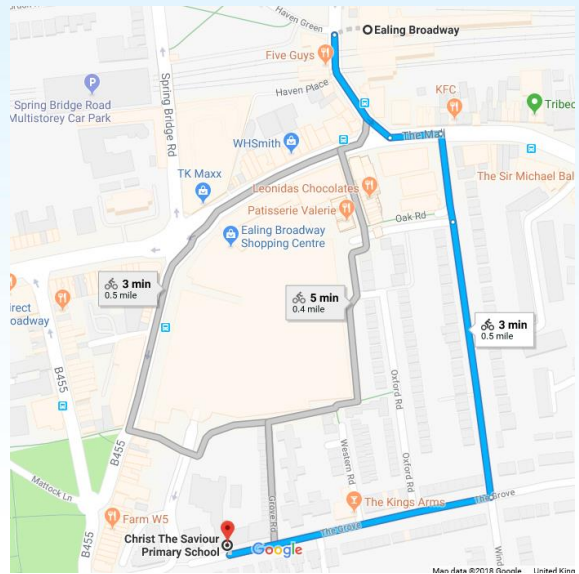 Haven Green
Ealing Broadway
Five Guys
Haven Place
Spring Bridge Road
Multistorey Car Park
Spring Bridge Rd
KFC
WHSmith
The Mall
TK Maxx
Leonidas Chocolates
The Sir Michael Bal
Patisserie Valerie
Oak Rd
Ealing Broadway
Shopping Centre
3 min
0.5 mile
5 min
0.4 mile
3 min
0.5 mile
irect
oadway
B455
Oxford Rd
Western Rd
Oxford Rd
B455
Mattock Ln
B455
Grove Rd
The Kings Arms
The Grove
The Grove
Farm W5
Christ The Saviour
Primary School
Google
Map data ©2018 Google
United King